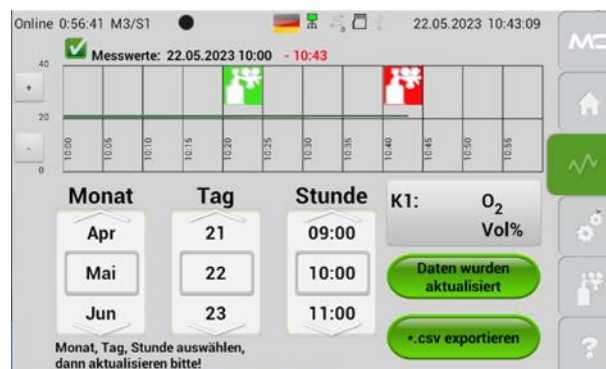 Online 0:56:41 M3/S1 22.05.2023 10:43:09
MC
Messwerte: 22.05.2023 10:00 - 10:43
40
+
20
-
0
10:00 10:05 10:10 10:15 10:20 10:25 10:30 10:35 10:40 10:45 10:50 10:55
Monat Tag Stunde
K1: O₂
Vol%
Apr 21 09:00
Mai 22 10:00
Jun 23 11:00
Daten wurden
aktualisiert
*.csv exportieren
Monat, Tag, Stunde auswählen,
dann aktualisieren bitte!
?